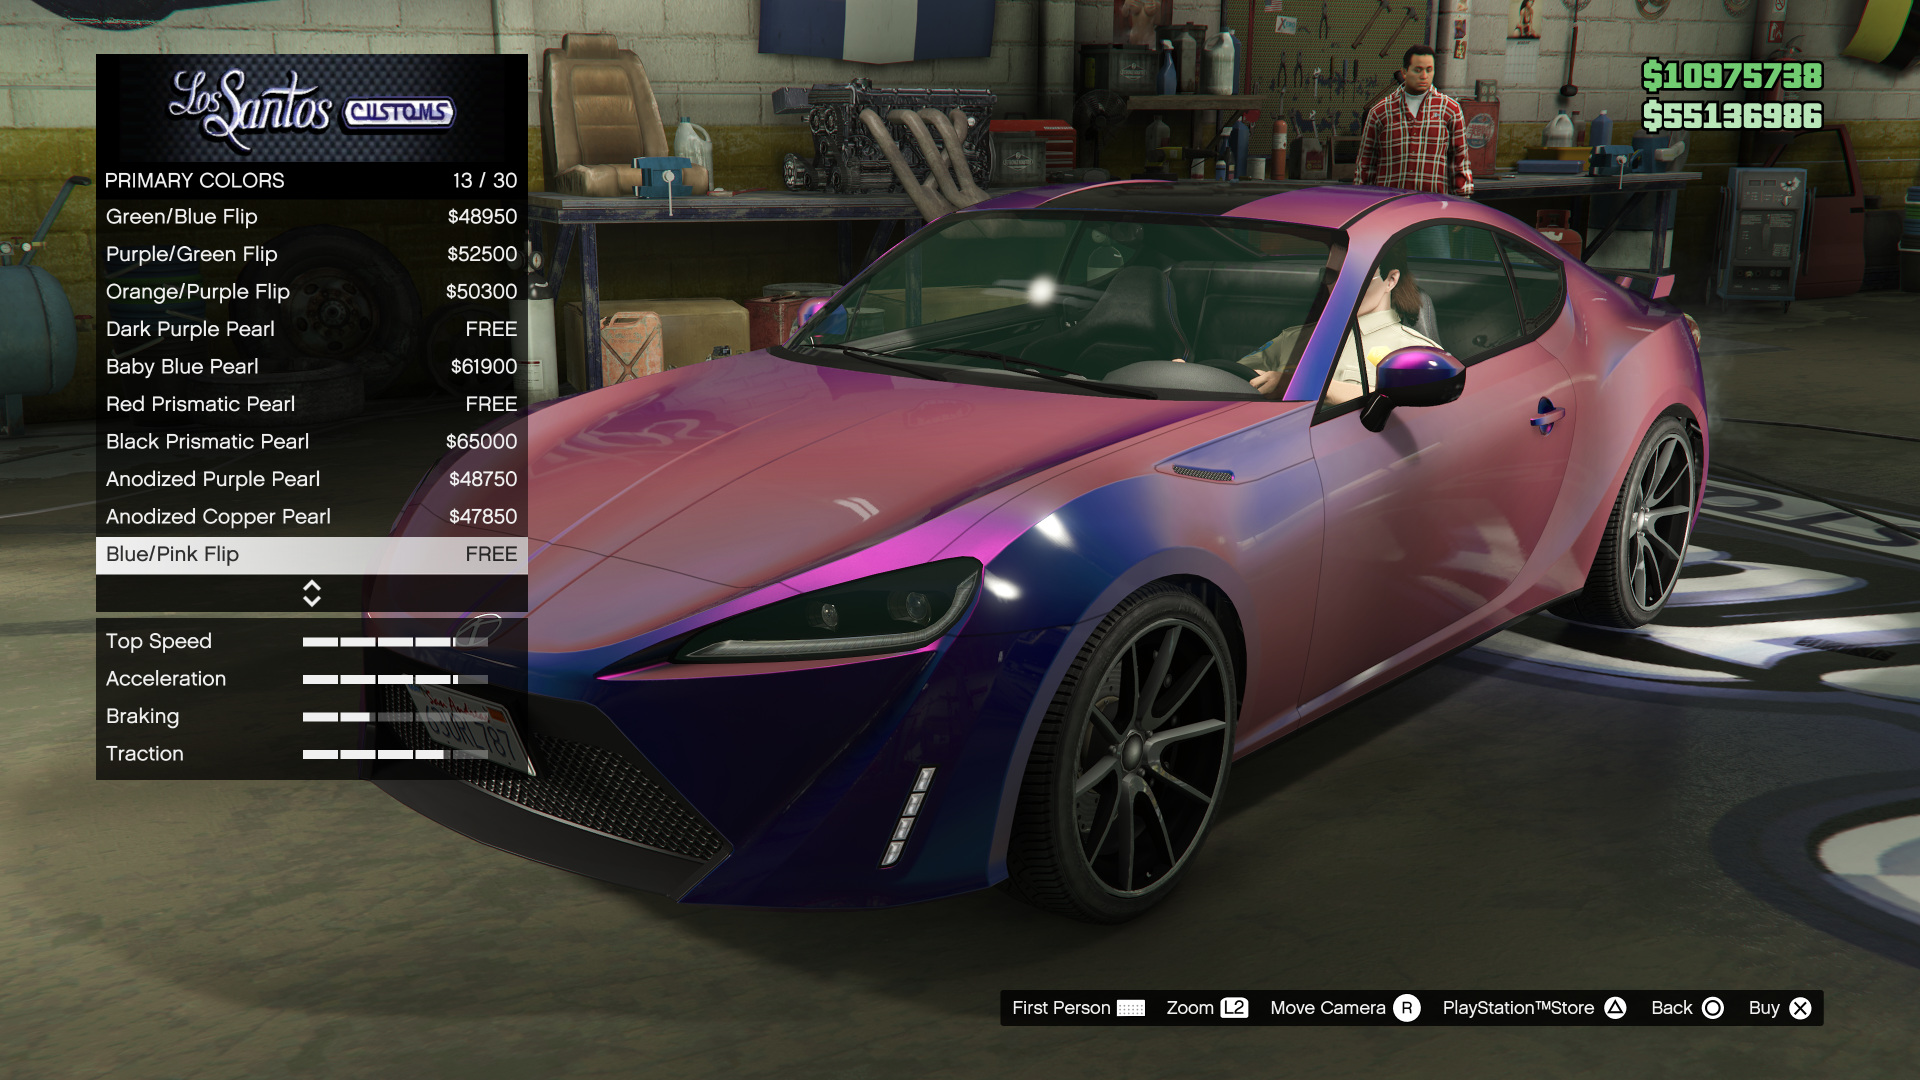 Los Santos CUSTOMS
PRIMARY COLORS 13 / 30
Green/Blue Flip $48950
Purple/Green Flip $52500
Orange/Purple Flip $50300
Dark Purple Pearl FREE
Baby Blue Pearl $61900
Red Prismatic Pearl FREE
Black Prismatic Pearl $65000
Anodized Purple Pearl $48750
Anodized Copper Pearl $47850
Blue/Pink Flip FREE
Top Speed
Acceleration
Braking
Traction
$10975738
$55136986
First Person Zoom L2 Move Camera R PlayStation™Store Back Buy